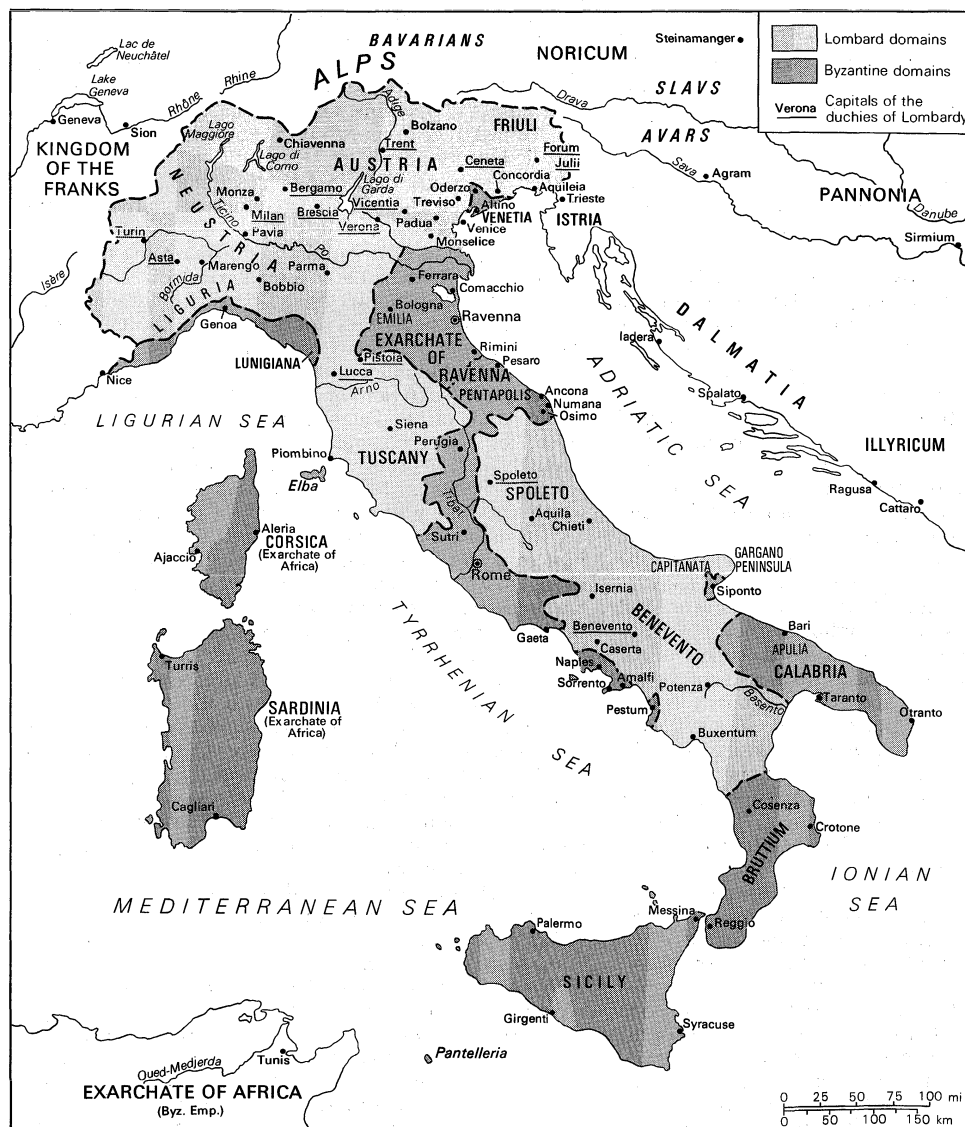 Lombard domains
Byzantine domains
Verona Capitals of the
duchies of Lombardy
BAVARIANS
NORICUM
Steinamanger
Lac de
Neuchâtel
ALPS
SLAVS
Lake
Geneva
Rhône
Rhine
Adige
Drava
Geneva
Sion
Lago
Maggiore
Bolzano
FRIULI
AVARS
KINGDOM
OF THE
FRANKS
Chiavenna
Lago di
Como
Trent
AUSTRIA
Forum
Julii
Ceneta
Concordia
Sava
Agram
PANNONIA
NEUSTRIA
Monza
Bergamo
Lago di
Garda
Oderzo
Aquileia
Ticino
Milan
Brescia
Vicentia
Treviso
Altino
Trieste
VENETIA
ISTRIA
Danube
Turin
Pavia
Verona
Padua
Venice
Sirmium
Po
Monselice
Asta
Marengo
Parma
Isère
Bormida
Bobbio
Ferrara
Comacchio
LIGURIA
Genoa
Bologna
EMILIA
Ravenna
DALMATIA
LUNIGIANA
EXARCHATE OF
RAVENNA
Rimini
Iadera
Pistoia
Pesaro
Nice
Lucca
PENTAPOLIS
Arno
Ancona
Numana
Osimo
Spalato
LIGURIAN SEA
ADRIATIC SEA
Siena
Perugia
ILLYRICUM
Piombino
TUSCANY
Elba
Spoleto
SPOLETO
Ragusa
Tiber
Cattaro
Aquila
Chieti
Aleria
CORSICA
(Exarchate of
Africa)
Ajaccio
Sutri
Rome
GARGANO
PENINSULA
CAPITANATA
Siponto
Isernia
BENEVENTO
TYRRHENIAN SEA
Gaeta
Benevento
Bari
Caserta
APULIA
Naples
CALABRIA
Turris
Sorrento
Amalfi
Potenza
Basento
Taranto
SARDINIA
(Exarchate of
Africa)
Pestum
Otranto
Buxentum
Cagliari
Cosenza
Crotone
BRUTTIUM
IONIAN
SEA
MEDITERRANEAN SEA
Messina
Reggio
Palermo
SICILY
Girgenti
Syracuse
Pantelleria
Oued-Medjerda
Tunis
EXARCHATE OF AFRICA
(Byz. Emp.)
0 25 50 75 100 mi
0 50 100 150 km